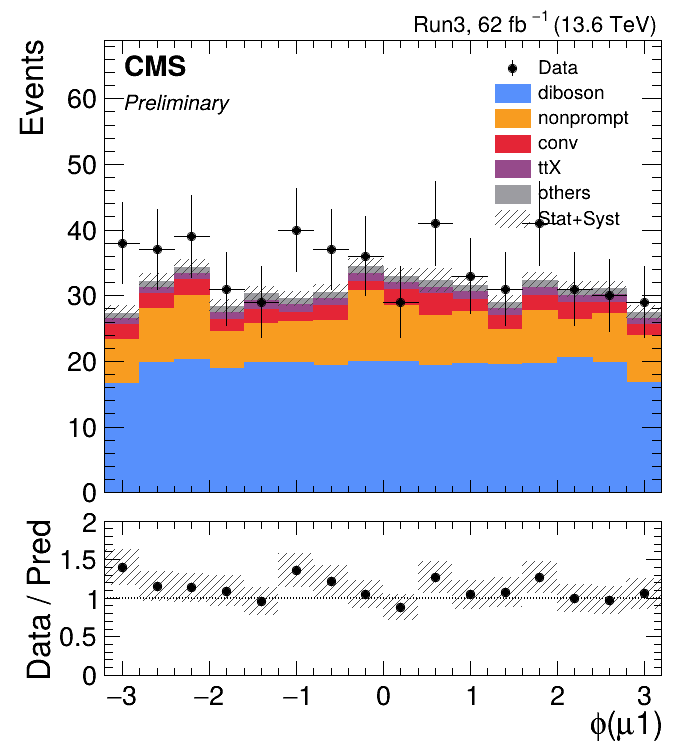 Run3, 62 fb⁻¹ (13.6 TeV)
CMS
Preliminary
Events
60
50
40
30
20
10
0
Data
diboson
nonprompt
conv
ttX
others
Stat+Syst
Data / Pred
2
1.5
1
0.5
0
−3 −2 −1 0 1 2 3
ϕ(μ1)